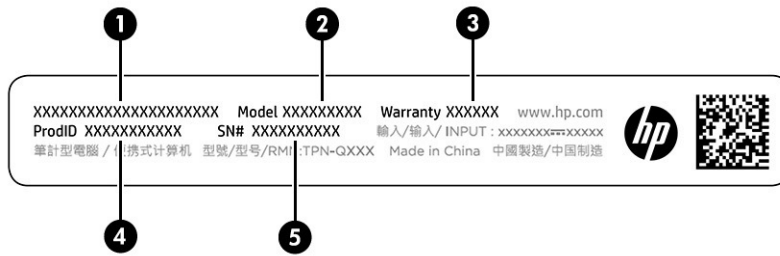 1 2 3
XXXXXXXXXXXXXXXXXXXXX Model XXXXXXXXX Warranty XXXXXX www.hp.com
ProdID XXXXXXXXXXX SN# XXXXXXXXXX 輸入/输入/ INPUT : xxxxxxx⎓xxxxx
筆計型電腦 / 便携式计算机 型號/型号/RMN:TPN-QXXX Made in China 中國製造/中国制造
hp
4 5